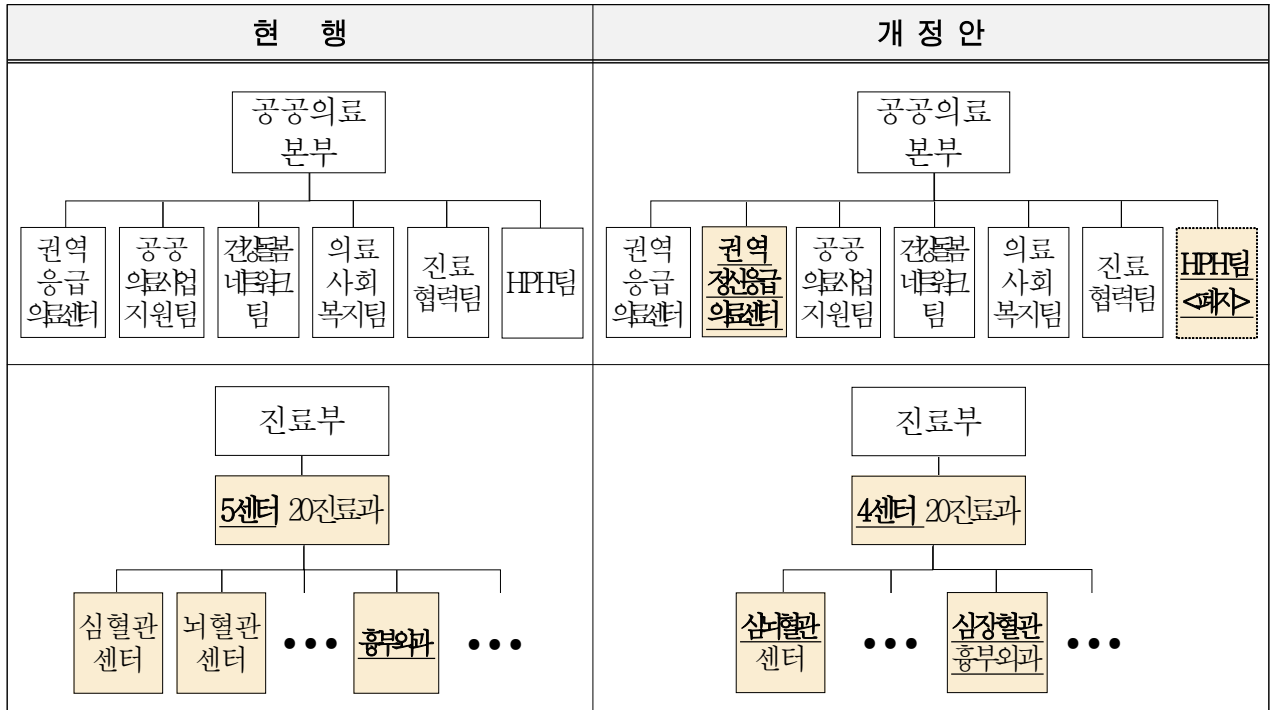 현 행
개 정 안
공공의료
본부
권역
응급
의료센터
공공
의료사업
지원팀
건강돌봄
네트워크
팀
의료
사회
복지팀
진료
협력팀
HPH팀
공공의료
본부
권역
응급
의료센터
권역
정신응급
의료센터
공공
의료사업
지원팀
건강돌봄
네트워크
팀
의료
사회
복지팀
진료
협력팀
HPH팀
<폐지>
진료부
5센터 20진료과
심혈관
센터
뇌혈관
센터
•••
흉부외과
•••
진료부
4센터 20진료과
심뇌혈관
센터
•••
심장혈관
흉부외과
•••